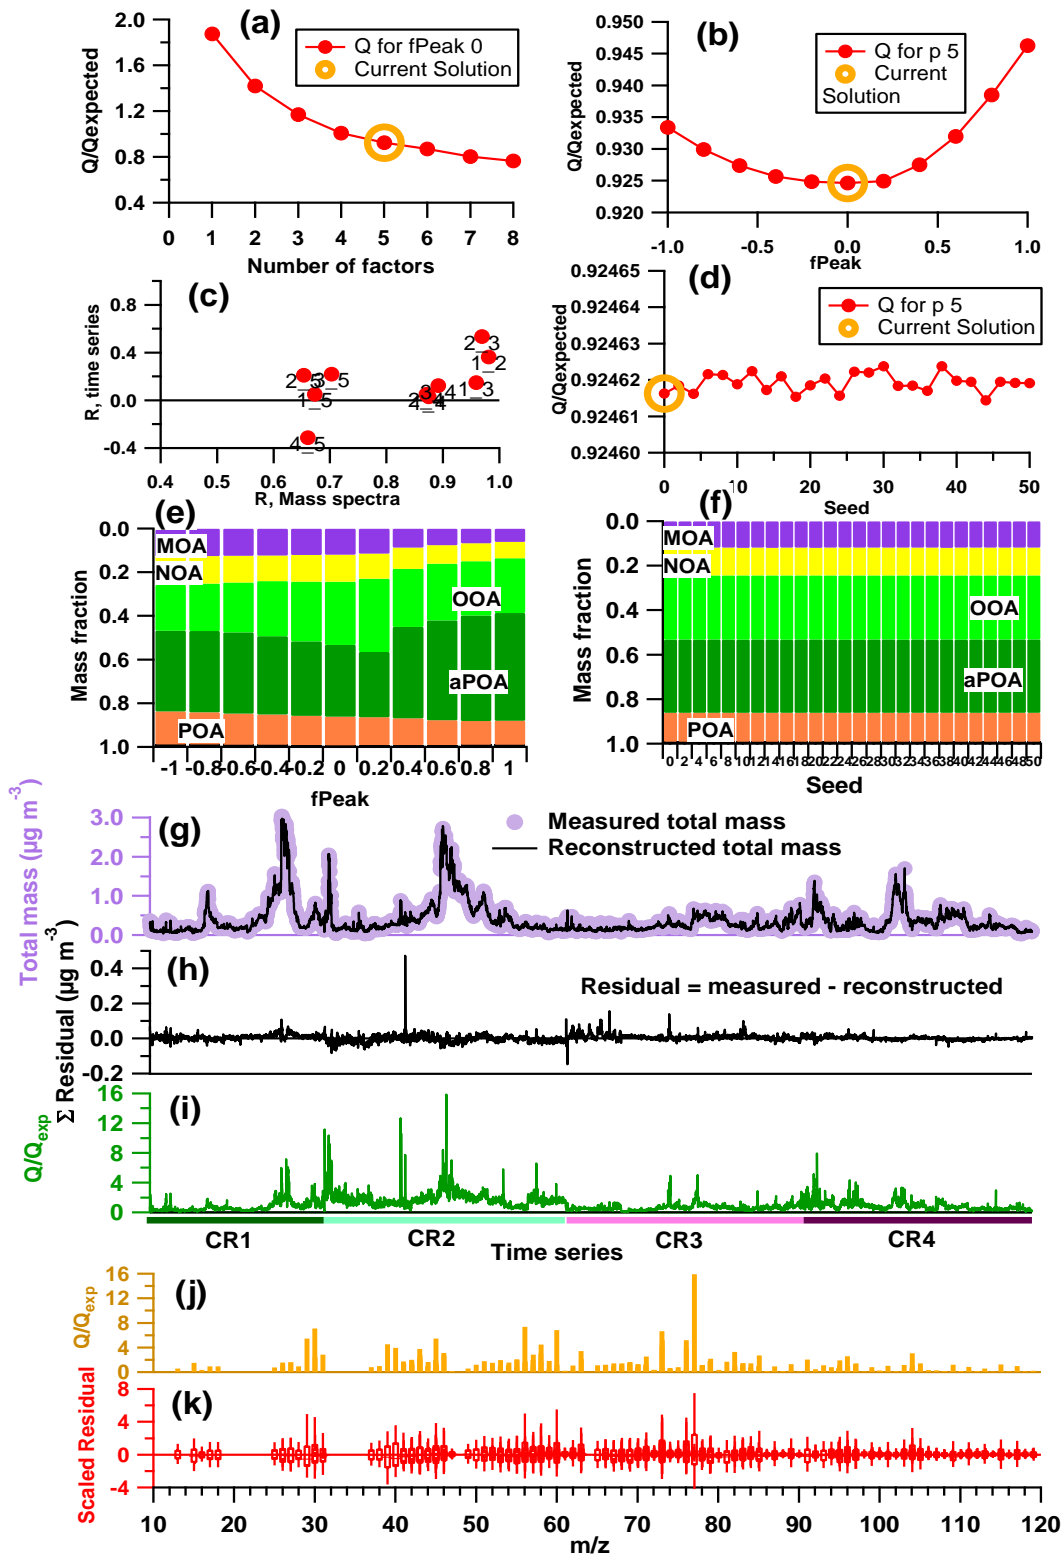 (a)
Q/Qexpected
2.0
1.6
1.2
0.8
0.4
Q for fPeak 0
Current Solution
0 1 2 3 4 5 6 7 8
Number of factors
(b)
Q/Qexpected
0.950
0.945
0.940
0.935
0.930
0.925
0.920
Q for p 5
Current
Solution
-1.0 -0.5 0.0 0.5 1.0
fPeak
(c)
R, time series
0.8
0.4
0.0
-0.4
2_3
1_2
1_3
2_5
3_5
1_5
4_5
0.4 0.5 0.6 0.7 0.8 0.9 1.0
R, Mass spectra
(d)
Q/Qexpected
0.92465
0.92464
0.92463
0.92462
0.92461
0.92460
Q for p 5
Current Solution
0 10 20 30 40 50
Seed
(e)
Mass fraction
0.0
0.2
0.4
0.6
0.8
1.0
MOA
NOA
OOA
aPOA
POA
-1 -0.8 -0.6 -0.4 -0.2 0 0.2 0.4 0.6 0.8 1
fPeak
(f)
Mass fraction
0.0
0.2
0.4
0.6
0.8
1.0
MOA
NOA
OOA
aPOA
POA
0 2 4 6 8 10 12 14 16 18 20 22 24 26 28 30 32 34 36 38 40 42 44 46 48 50
Seed
(g)
Total mass (µg m-3)
3.0
2.0
1.0
0.0
Measured total mass
Reconstructed total mass
(h)
Σ Residual (µg m-3)
0.4
0.2
0.0
-0.2
Residual = measured - reconstructed
(i)
Q/Qexp
16
12
8
4
0
CR1 CR2 CR3 CR4
Time series
(j)
Q/Qexp
16
12
8
4
0
(k)
Scaled Residual
8
4
0
-4
10 20 30 40 50 60 70 80 90 100 110 120
m/z